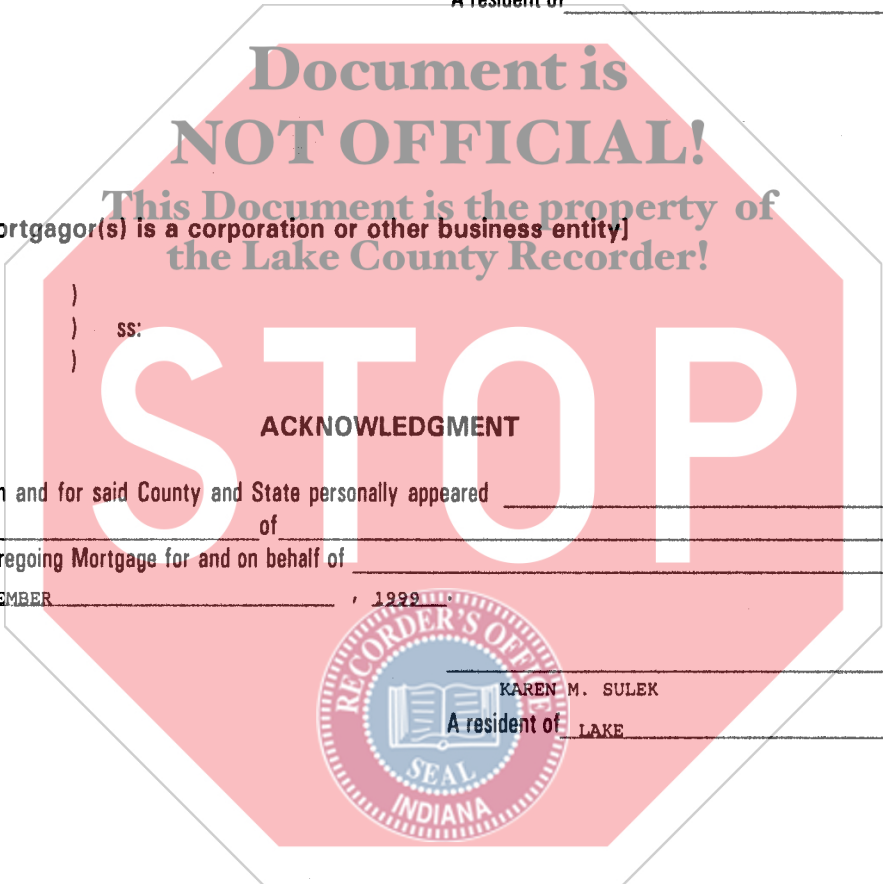 A resident of
Document is
NOT OFFICIAL!
This Document is the property of
ortgagor(s) is a corporation or other business entity]
the Lake County Recorder!
)
) ss:
)
STOP
ACKNOWLEDGMENT
and for said County and State personally appeared
of
regoing Mortgage for and on behalf of
EMBER , 1999 .
RECORDER'S OFFICE
KAREN M. SULEK
A resident of LAKE
SEAL
INDIANA